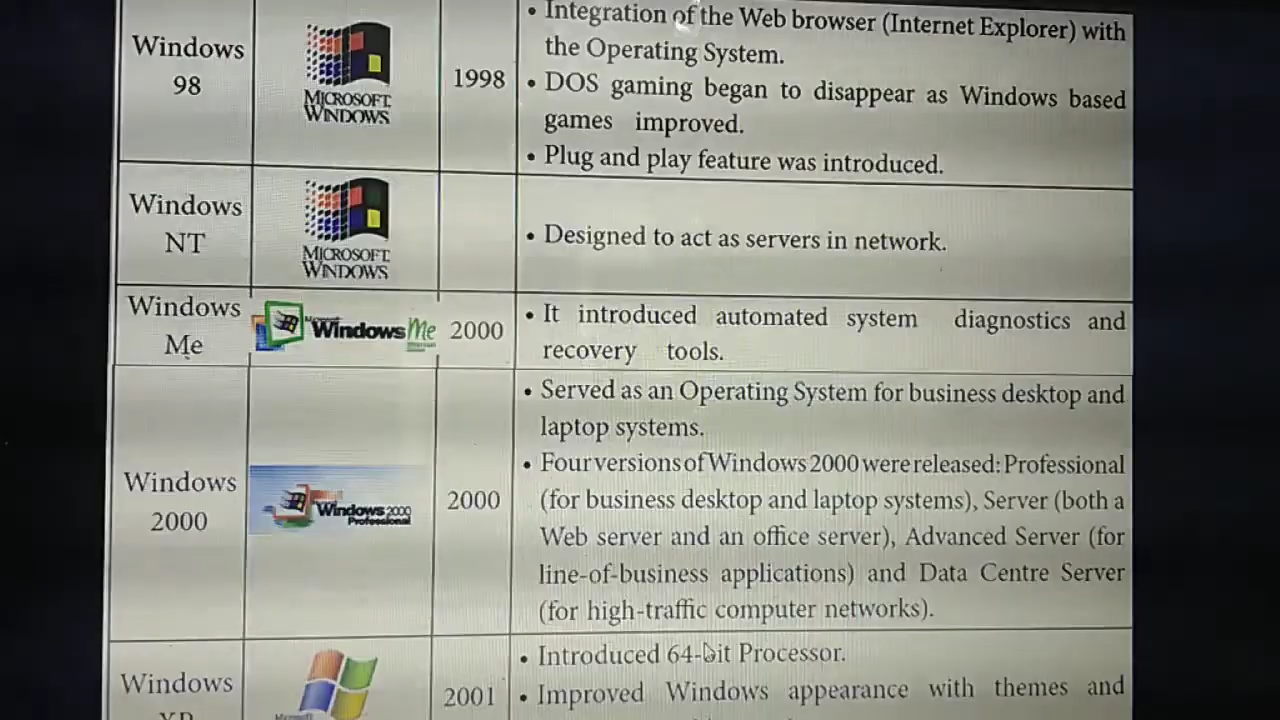 Windows
98
MICROSOFT
WINDOWS
1998
• Integration of the Web browser (Internet Explorer) with
the Operating System.
• DOS gaming began to disappear as Windows based
games improved.
• Plug and play feature was introduced.
Windows
NT
MICROSOFT
WINDOWS
• Designed to act as servers in network.
Windows
Me
Windows Me
2000
• It introduced automated system diagnostics and
recovery tools.
Windows
2000
Windows 2000
Professional
2000
• Served as an Operating System for business desktop and
laptop systems.
• Four versions of Windows 2000 were released: Professional
(for business desktop and laptop systems), Server (both a
Web server and an office server), Advanced Server (for
line-of-business applications) and Data Centre Server
(for high-traffic computer networks).
Windows
XP
Microsoft
2001
• Introduced 64-bit Processor.
• Improved Windows appearance with themes and